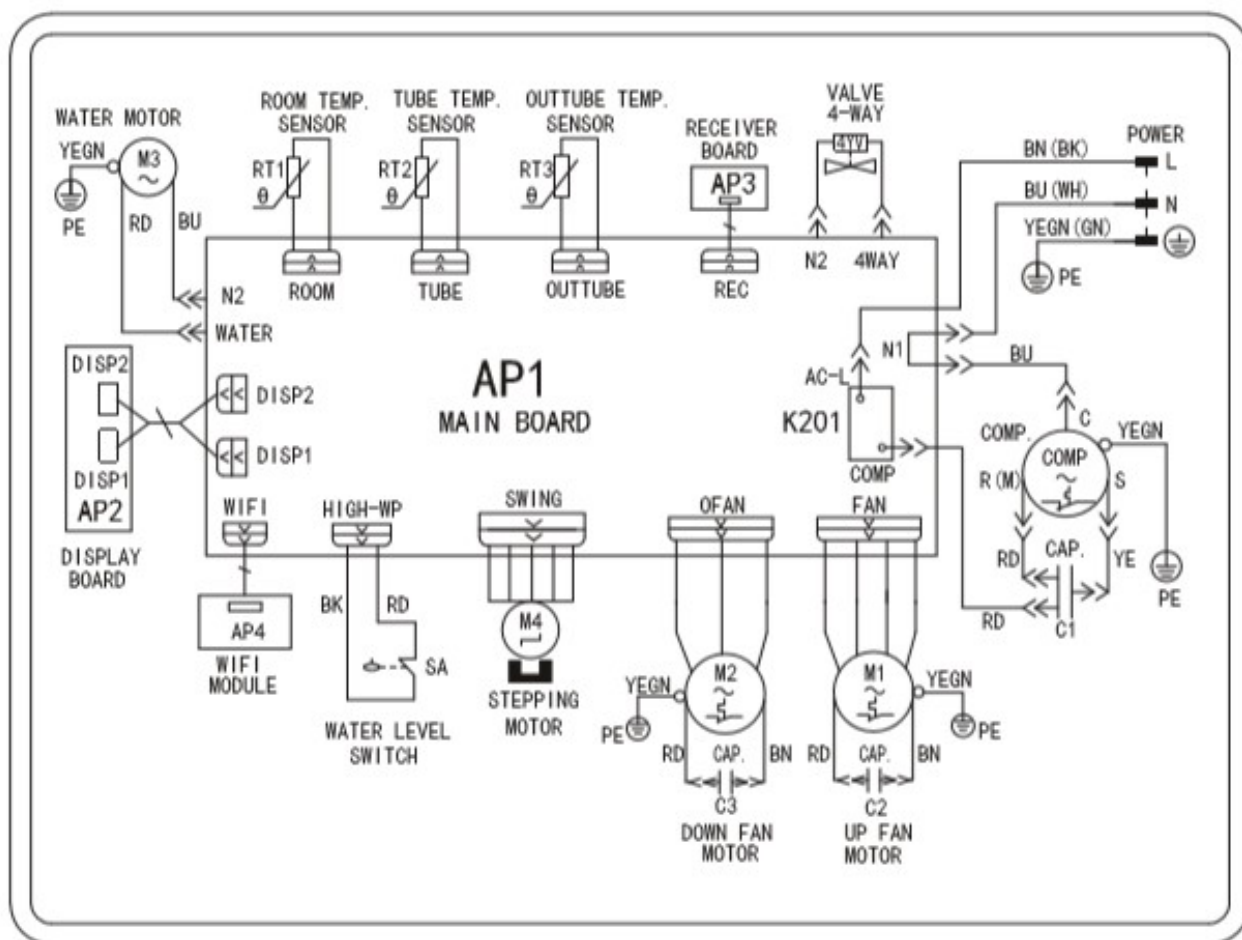 WATER MOTOR
YEGN
M3
PE
RD
BU
ROOM TEMP.
SENSOR
RT1
θ
TUBE TEMP.
SENSOR
RT2
θ
OUTTUBE TEMP.
SENSOR
RT3
θ
RECEIVER
BOARD
AP3
VALVE
4-WAY
4YV
POWER
BN(BK)
L
BU(WH)
N
YEGN(GN)
PE
ROOM
TUBE
OUTTUBE
REC
N2
4WAY
N2
WATER
DISP2
DISP1
AP2
DISPLAY
BOARD
DISP2
DISP1
AP1
MAIN BOARD
AC-L
K201
COMP
N1
BU
C
COMP.
COMP
YEGN
R(M)
S
RD
CAP.
YE
RD
C1
PE
WIFI
HIGH-WP
SWING
OFAN
FAN
AP4
WIFI
MODULE
BK
RD
SA
WATER LEVEL
SWITCH
M4
STEPPING
MOTOR
M2
YEGN
PE
RD
CAP.
BN
C3
DOWN FAN
MOTOR
M1
YEGN
PE
RD
CAP.
BN
C2
UP FAN
MOTOR